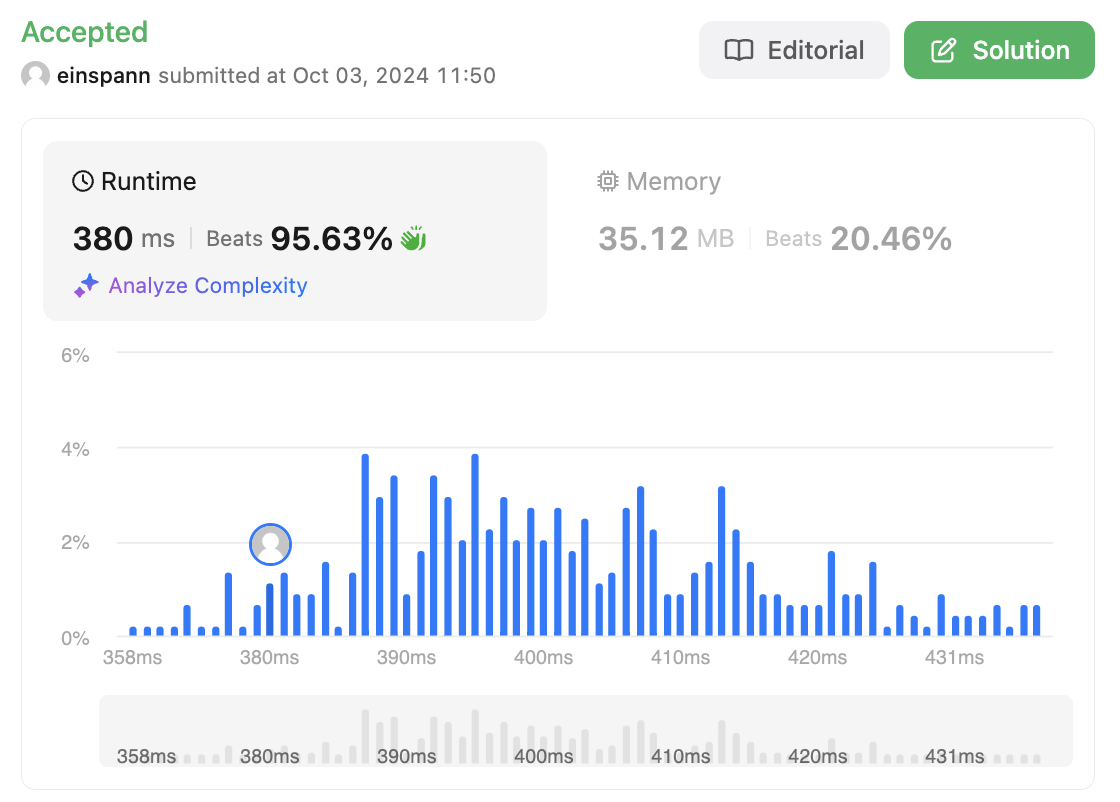 Accepted
einspann submitted at Oct 03, 2024 11:50
Editorial
Solution
Runtime
380 ms | Beats 95.63%
Analyze Complexity
Memory
35.12 MB | Beats 20.46%
6%
4%
2%
0%
358ms 380ms 390ms 400ms 410ms 420ms 431ms
358ms 380ms 390ms 400ms 410ms 420ms 431ms